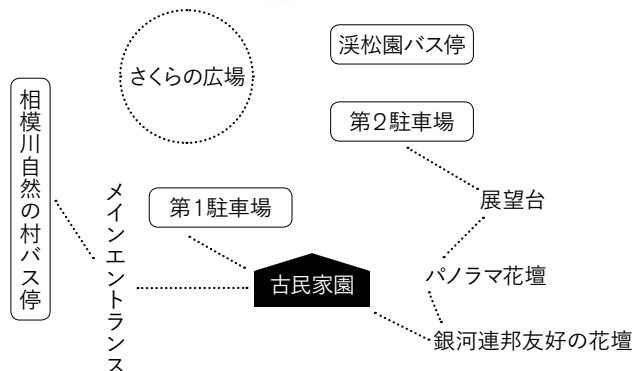 渓松園バス停
さくらの広場
相模川自然の村バス停
第2駐車場
メインエントランス
第1駐車場
展望台
古民家園
パノラマ花壇
銀河連邦友好の花壇